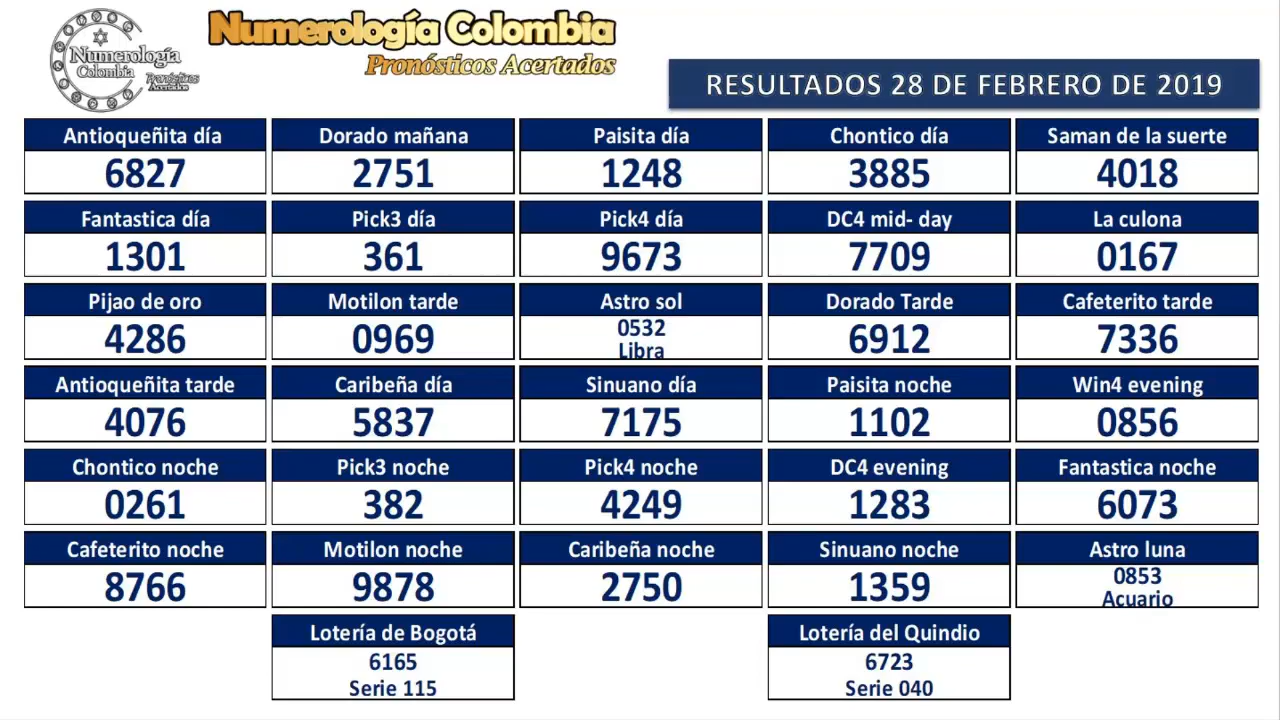 Numerología
Colombia
Pronósticos
Acertados
Numerología Colombia
Pronósticos Acertados
RESULTADOS 28 DE FEBRERO DE 2019
Antioqueñita día Dorado mañana Paisita día Chontico día Saman de la suerte
6827 2751 1248 3885 4018
Fantastica día Pick3 día Pick4 día DC4 mid- day La culona
1301 361 9673 7709 0167
Pijao de oro Motilon tarde Astro sol Dorado Tarde Cafeterito tarde
4286 0969 0532 6912 7336
Libra
Antioqueñita tarde Caribeña día Sinuano día Paisita noche Win4 evening
4076 5837 7175 1102 0856
Chontico noche Pick3 noche Pick4 noche DC4 evening Fantastica noche
0261 382 4249 1283 6073
Cafeterito noche Motilon noche Caribeña noche Sinuano noche Astro luna
8766 9878 2750 1359 0853
Acuario
Lotería de Bogotá Lotería del Quindio
6165 6723
Serie 115 Serie 040